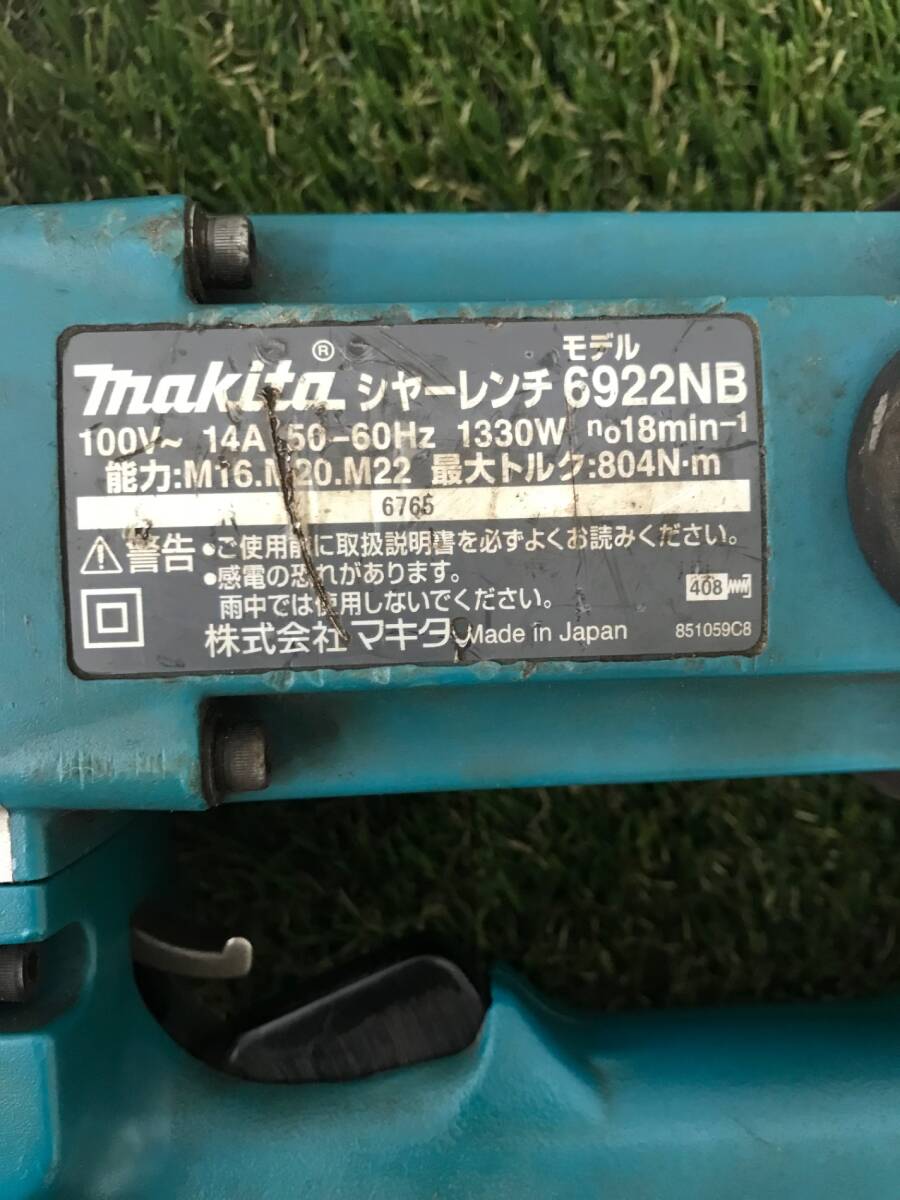 モデル
makita® シヤーレンチ 6922NB
100V~ 14A 50-60Hz 1330W n₀18min-1
能力:M16.M20.M22 最大トルク:804N·m
6765
警告 •ご使用前に取扱説明書を必ずよくお読みください。
•感電の恐れがあります。
雨中では使用しないでください。
408
株式会社マキタ Made in Japan 851059C8